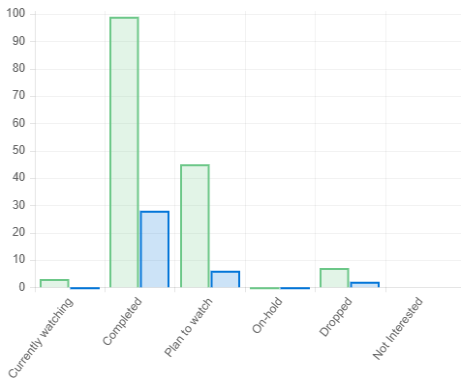 100
90
80
70
60
50
40
30
20
10
0
Currently watching
Completed
Plan to watch
On-hold
Dropped
Not Interested